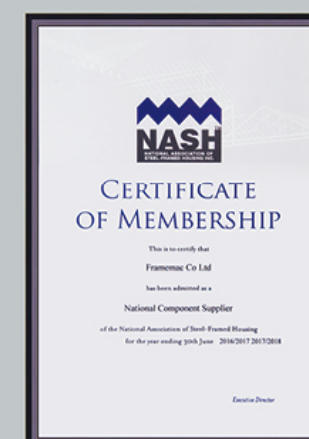 NASH
NATIONAL ASSOCIATION OF
STEEL-FRAMED HOUSING INC.
CERTIFICATE
OF MEMBERSHIP
This is to certify that
Framemac Co Ltd
has been admitted as a
National Component Supplier
of the National Association of Steel-Framed Housing
for the year ending 30th June 2016/2017 2017/2018
Executive Director